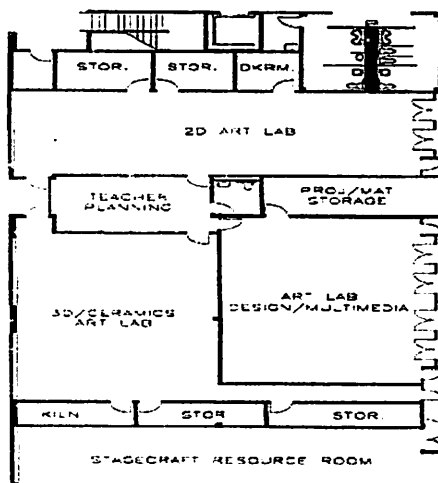 STOR.
STOR.
DKRM.
2D ART LAB
TEACHER
PLANNING
PROJ/MAT
STORAGE
3D/CERAMICS
ART LAB
ART LAB
DESIGN/MULTIMEDIA
KILN
STOR
STOR.
STAGECRAFT RESOURCE ROOM